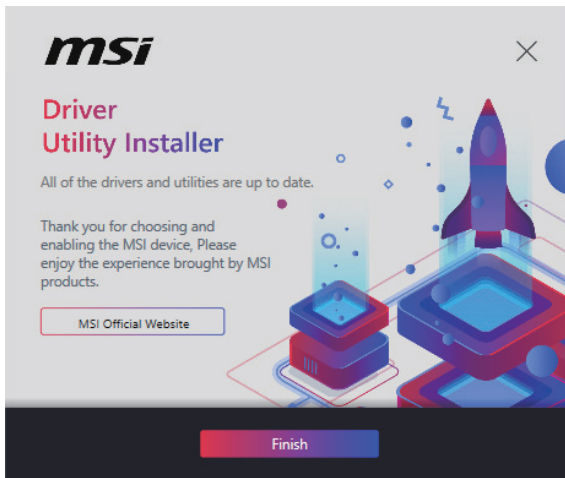 msi
Driver
Utility Installer
All of the drivers and utilities are up to date.
Thank you for choosing and
enabling the MSI device, Please
enjoy the experience brought by MSI
products.
MSI Official Website
Finish